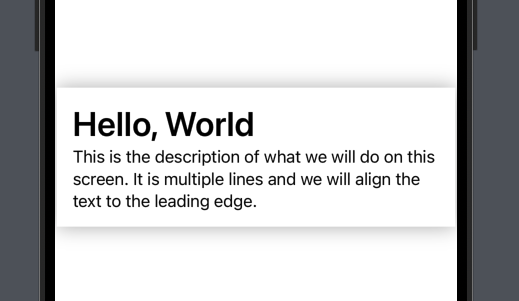 Hello, World
This is the description of what we will do on this
screen. It is multiple lines and we will align the
text to the leading edge.